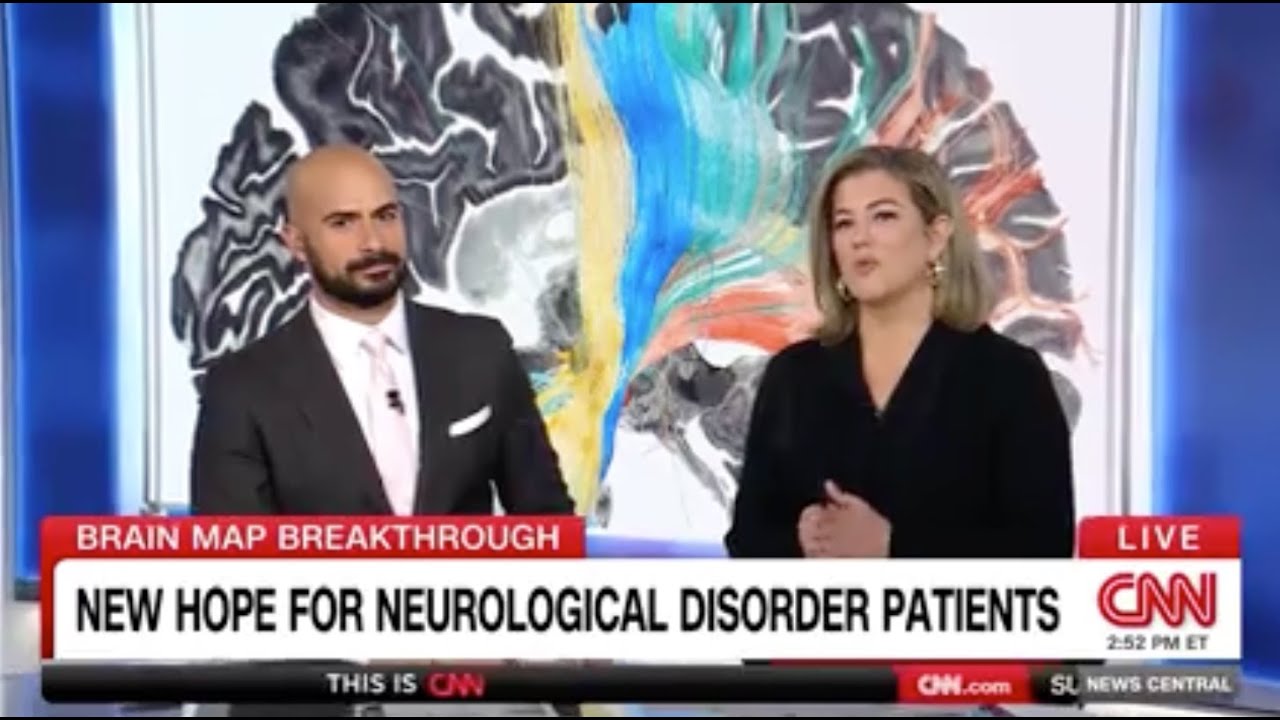 BRAIN MAP BREAKTHROUGH
LIVE
NEW HOPE FOR NEUROLOGICAL DISORDER PATIENTS
CNN
2:52 PM ET
THIS IS CNN
CNN.com
NEWS CENTRAL